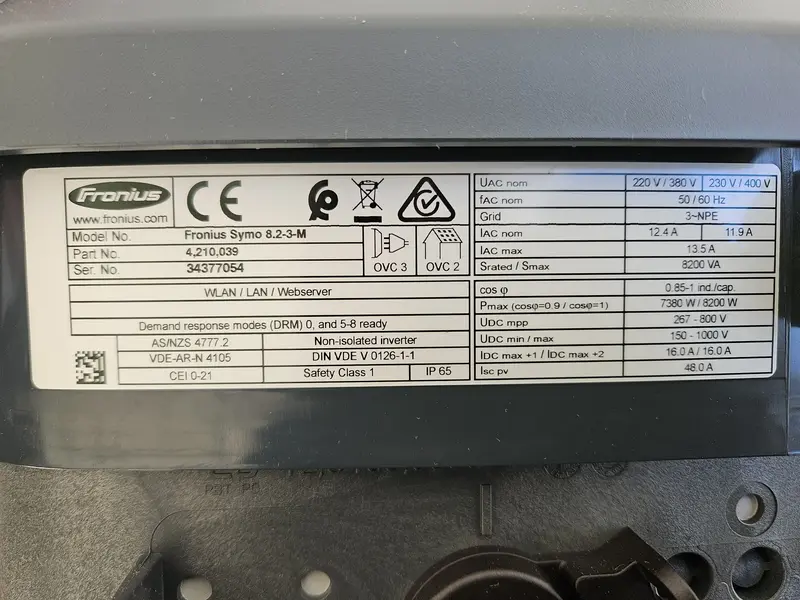 Fronius
www.fronius.com
CE
Model No. Fronius Symo 8.2-3-M
Part No. 4,210,039
Ser. No. 34377054
OVC 3 OVC 2
WLAN / LAN / Webserver
Demand response modes (DRM) 0, and 5-8 ready
AS/NZS 4777.2 Non-isolated inverter
VDE-AR-N 4105 DIN VDE V 0126-1-1
CEI 0-21 Safety Class 1 IP 65
UAC nom 220 V / 380 V 230 V / 400 V
fAC nom 50 / 60 Hz
Grid 3~NPE
IAC nom 12.4 A 11.9 A
IAC max 13.5 A
Srated / Smax 8200 VA
cos φ 0.85-1 ind./cap.
Pmax (cosφ=0.9 / cosφ=1) 7380 W / 8200 W
UDC mpp 267 - 800 V
UDC min / max 150 - 1000 V
IDC max +1 / IDC max +2 16.0 A / 16.0 A
Isc pv 48.0 A